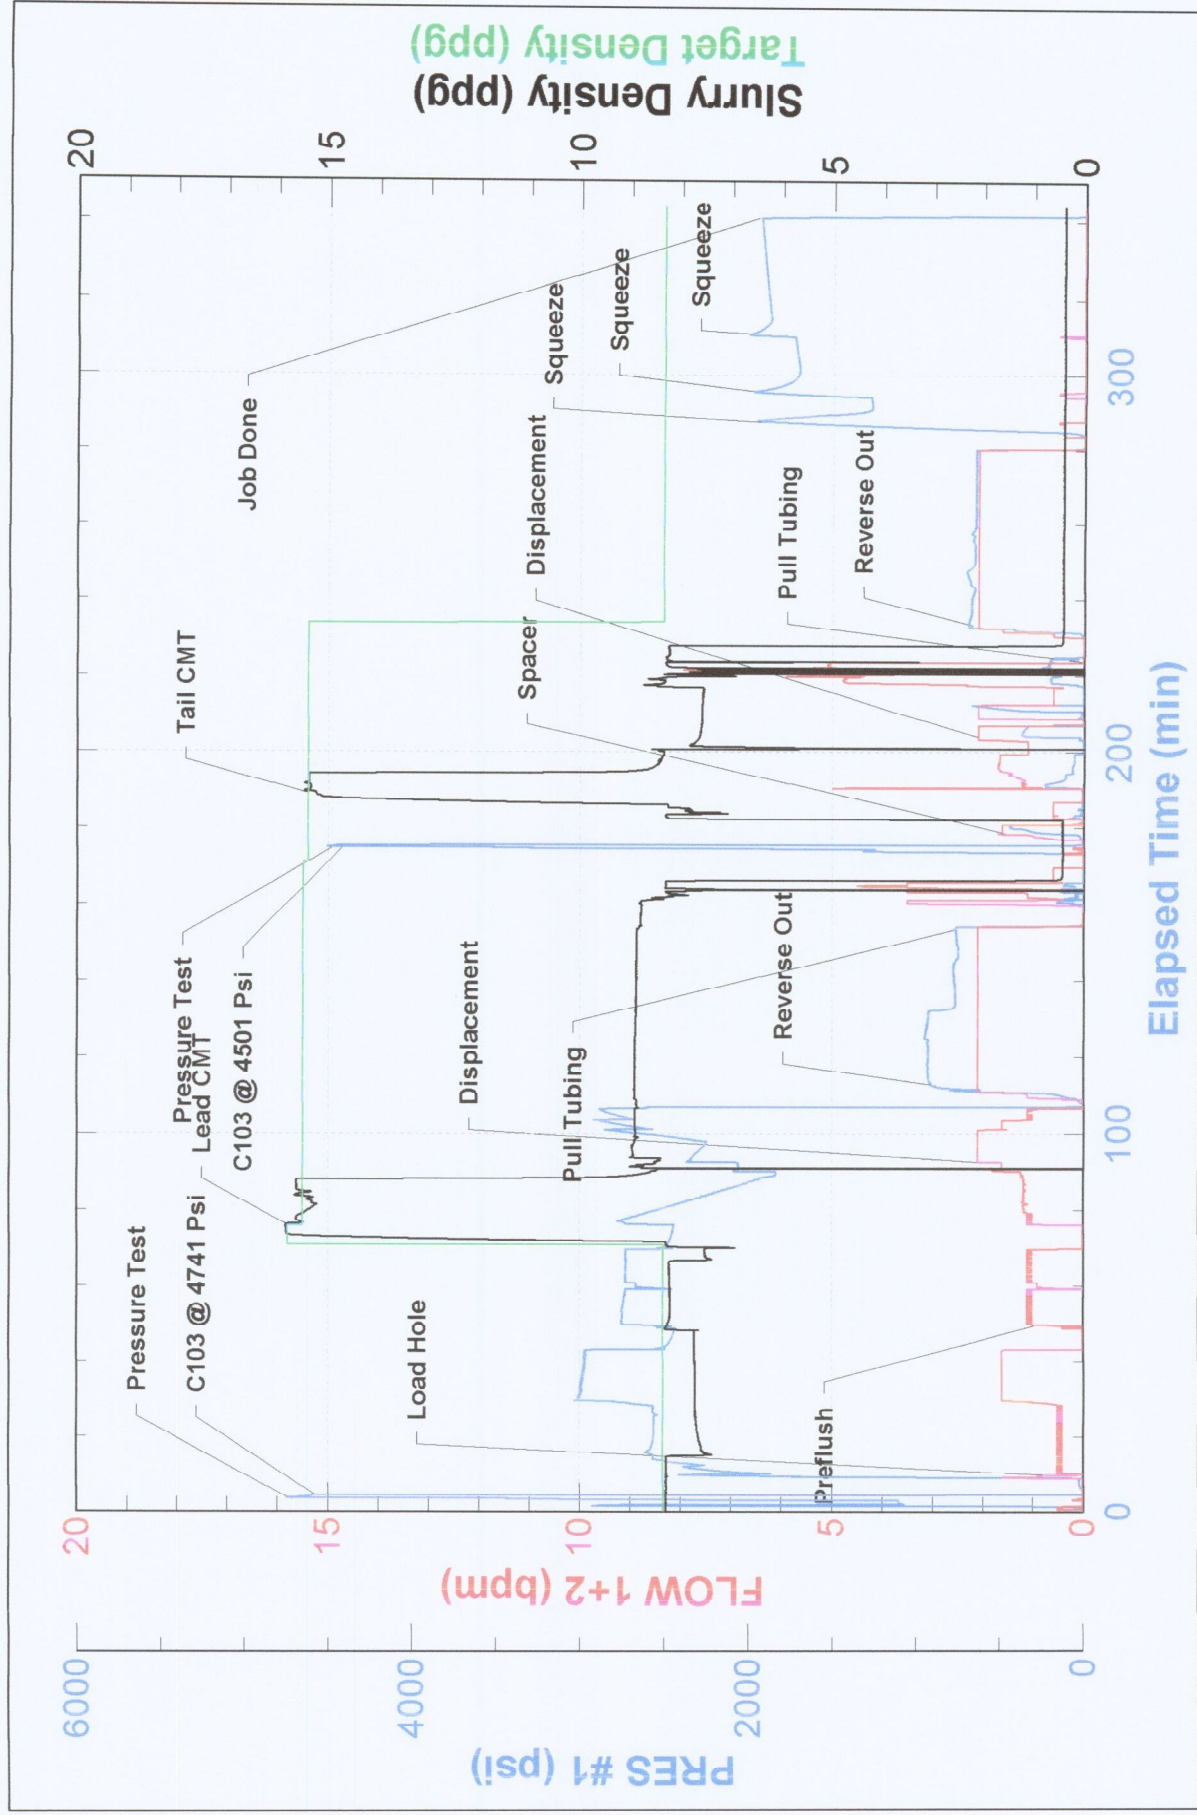 PRES #1 (psi)
6000
4000
2000
0
FLOW 1+2 (bpm)
20
15
10
5
0
Pressure Test
C103 @ 4741 Psi
Load Hole
Preflush
Lead CMT
Pressure Test
C103 @ 4501 Psi
Displacement
Pull Tubing
Reverse Out
Tail CMT
Spacer
Displacement
Pull Tubing
Reverse Out
Squeeze
Squeeze
Squeeze
Job Done
20
15
10
5
0
Slurry Density (ppg)
Target Density (ppg)
0
100
200
300
Elapsed Time (min)